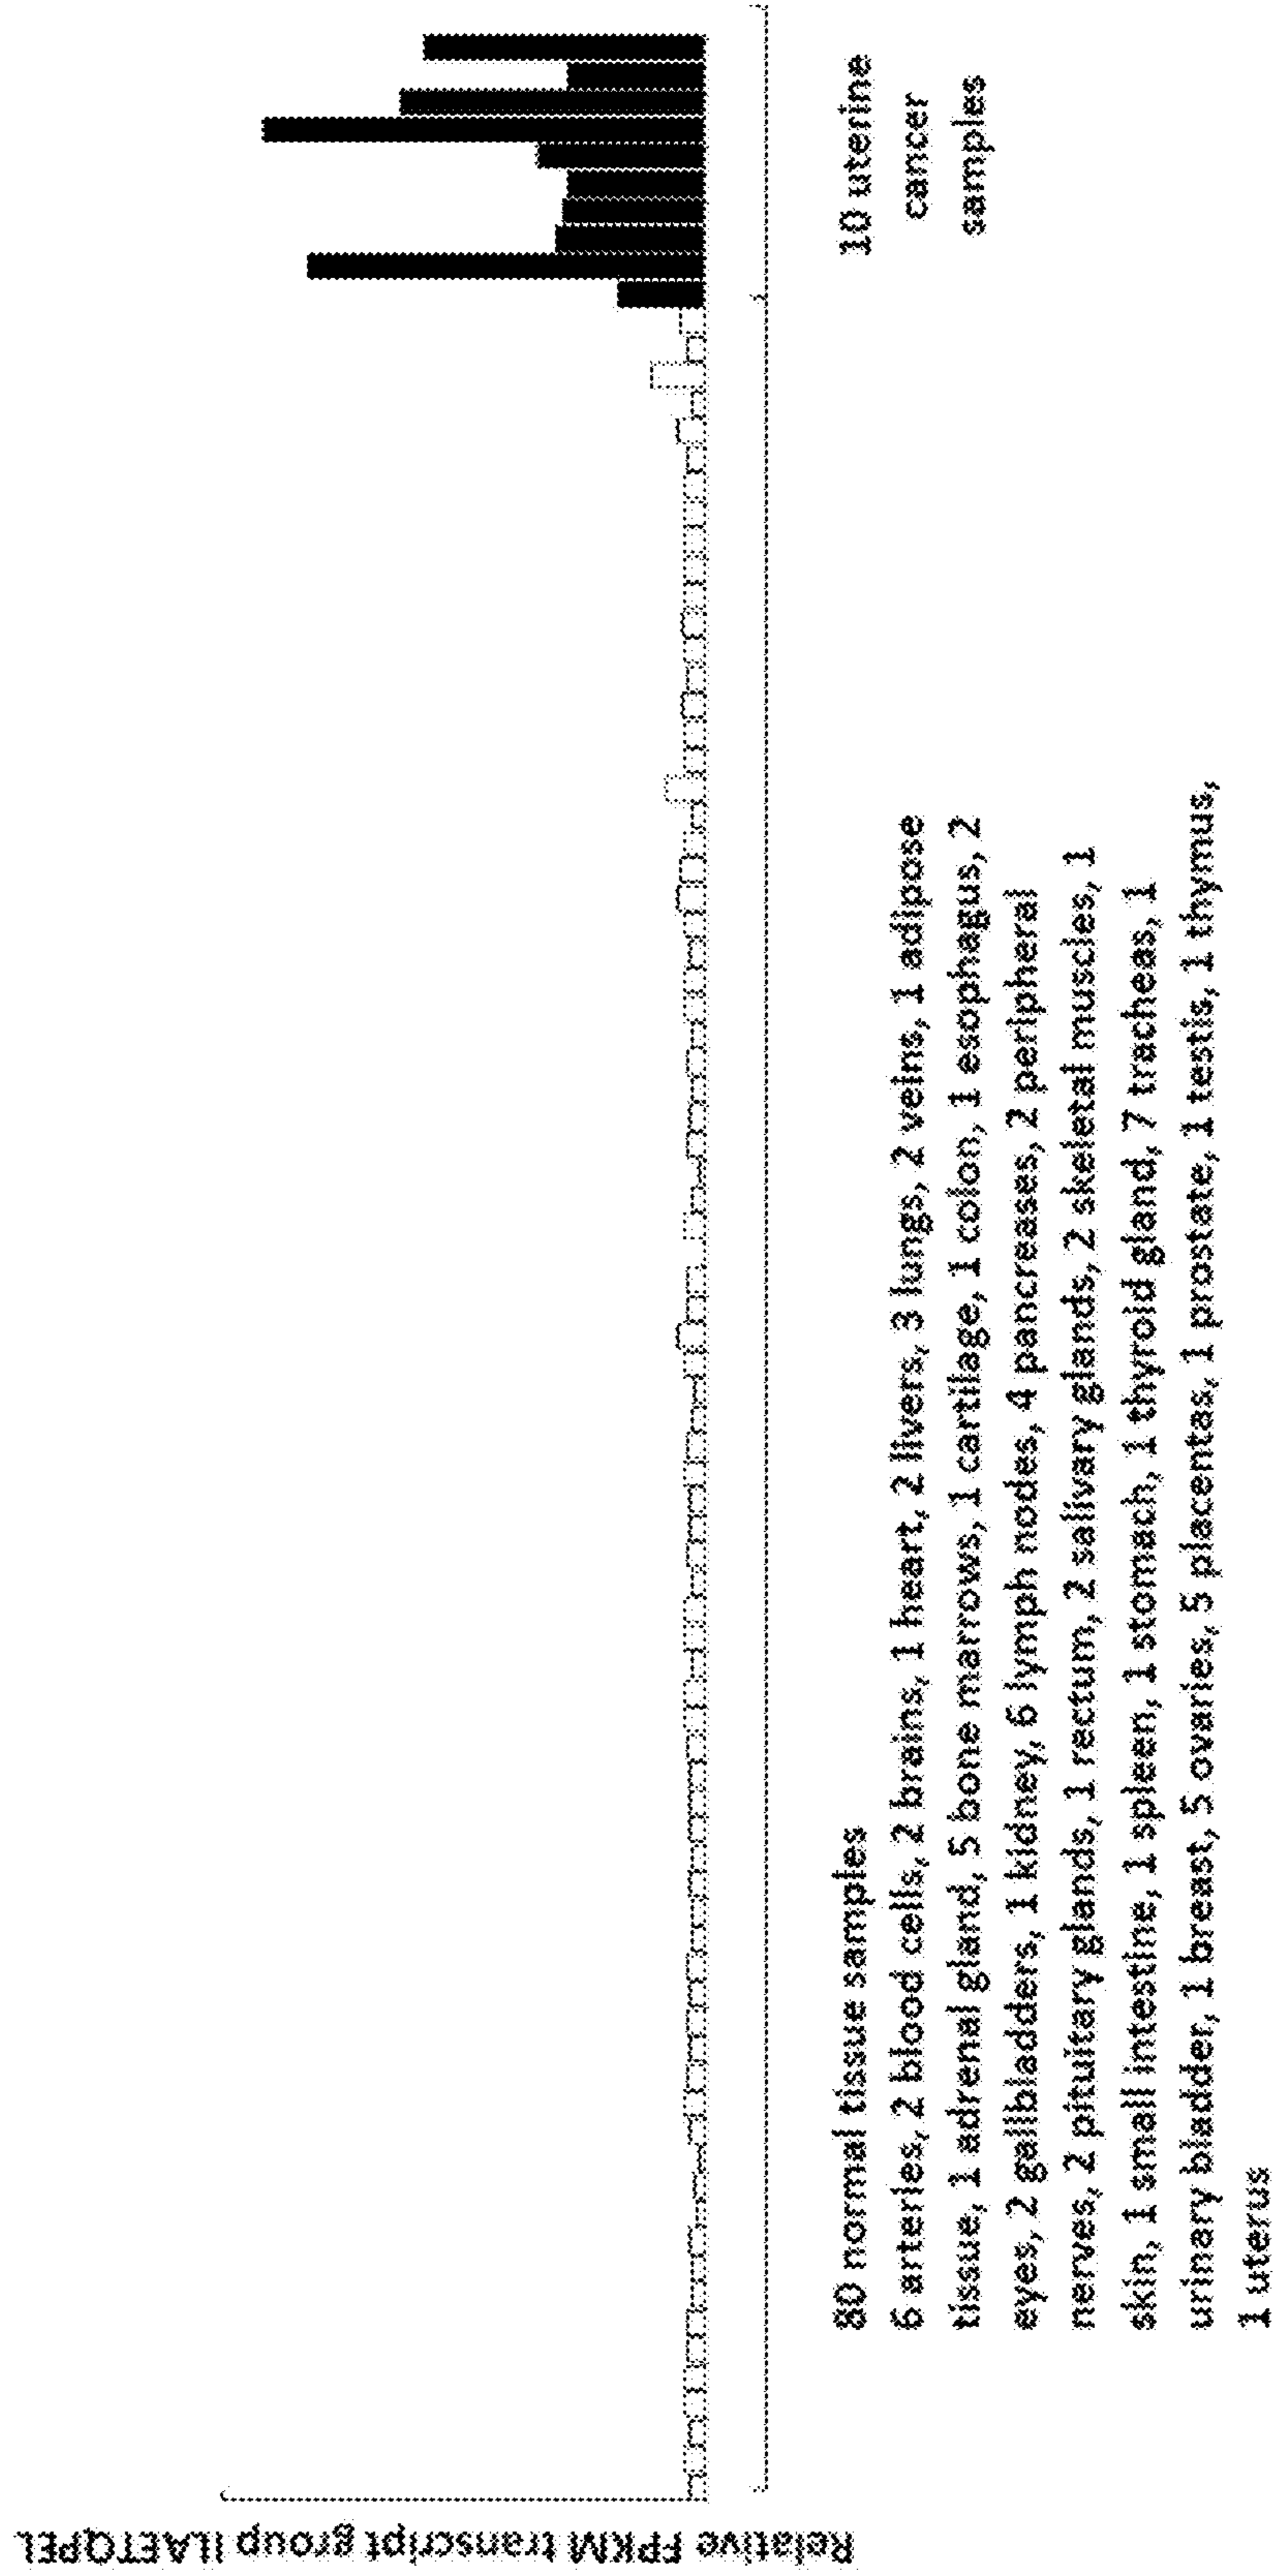 Relative FPKM transcript group ILAETQPEL
80 normal tissue samples
6 arteries, 2 blood cells, 2 brains, 1 heart, 2 livers, 3 lungs, 2 veins, 1 adipose
tissue, 1 adrenal gland, 5 bone marrows, 1 cartilage, 1 colon, 1 esophagus, 2
eyes, 2 gallbladders, 1 kidney, 6 lymph nodes, 4 pancreases, 2 peripheral
nerves, 2 pituitary glands, 1 rectum, 2 salivary glands, 2 skeletal muscles, 1
skin, 1 small intestine, 1 spleen, 1 stomach, 1 thyroid gland, 7 tracheas, 1
urinary bladder, 1 breast, 5 ovaries, 5 placentas, 1 prostate, 1 testis, 1 thymus,
1 uterus
10 uterine
cancer
samples